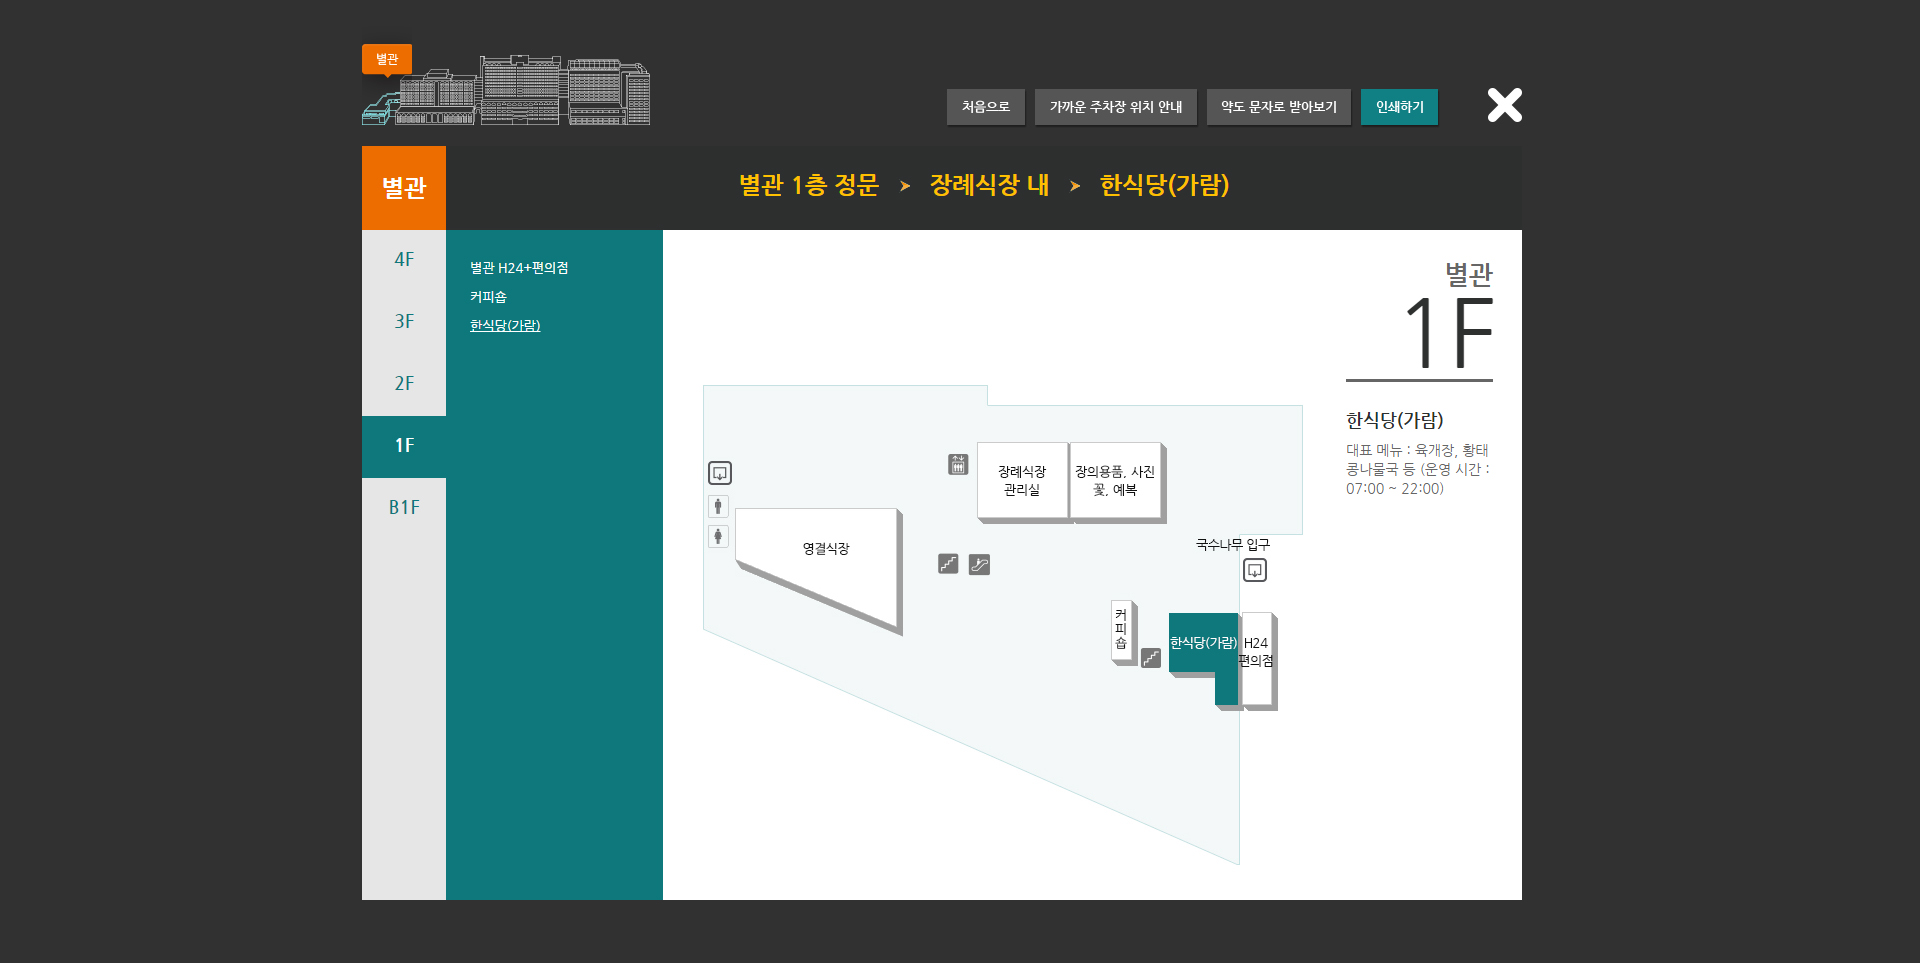 별관
처음으로
가까운 주차장 위치 안내
약도 문자로 받아보기
인쇄하기
별관
별관 1층 정문 > 장례식장 내 > 한식당(가람)
4F
3F
2F
1F
B1F
별관 H24+편의점
커피숍
한식당(가람)
별관
1F
한식당(가람)
대표 메뉴 : 육개장, 황태
콩나물국 등 (운영 시간 :
07:00 ~ 22:00)
장례식장
관리실
장의용품, 사진
꽃, 예복
영결식장
국수나무 입구
커
피
숍
한식당(가람)
H24
편의점